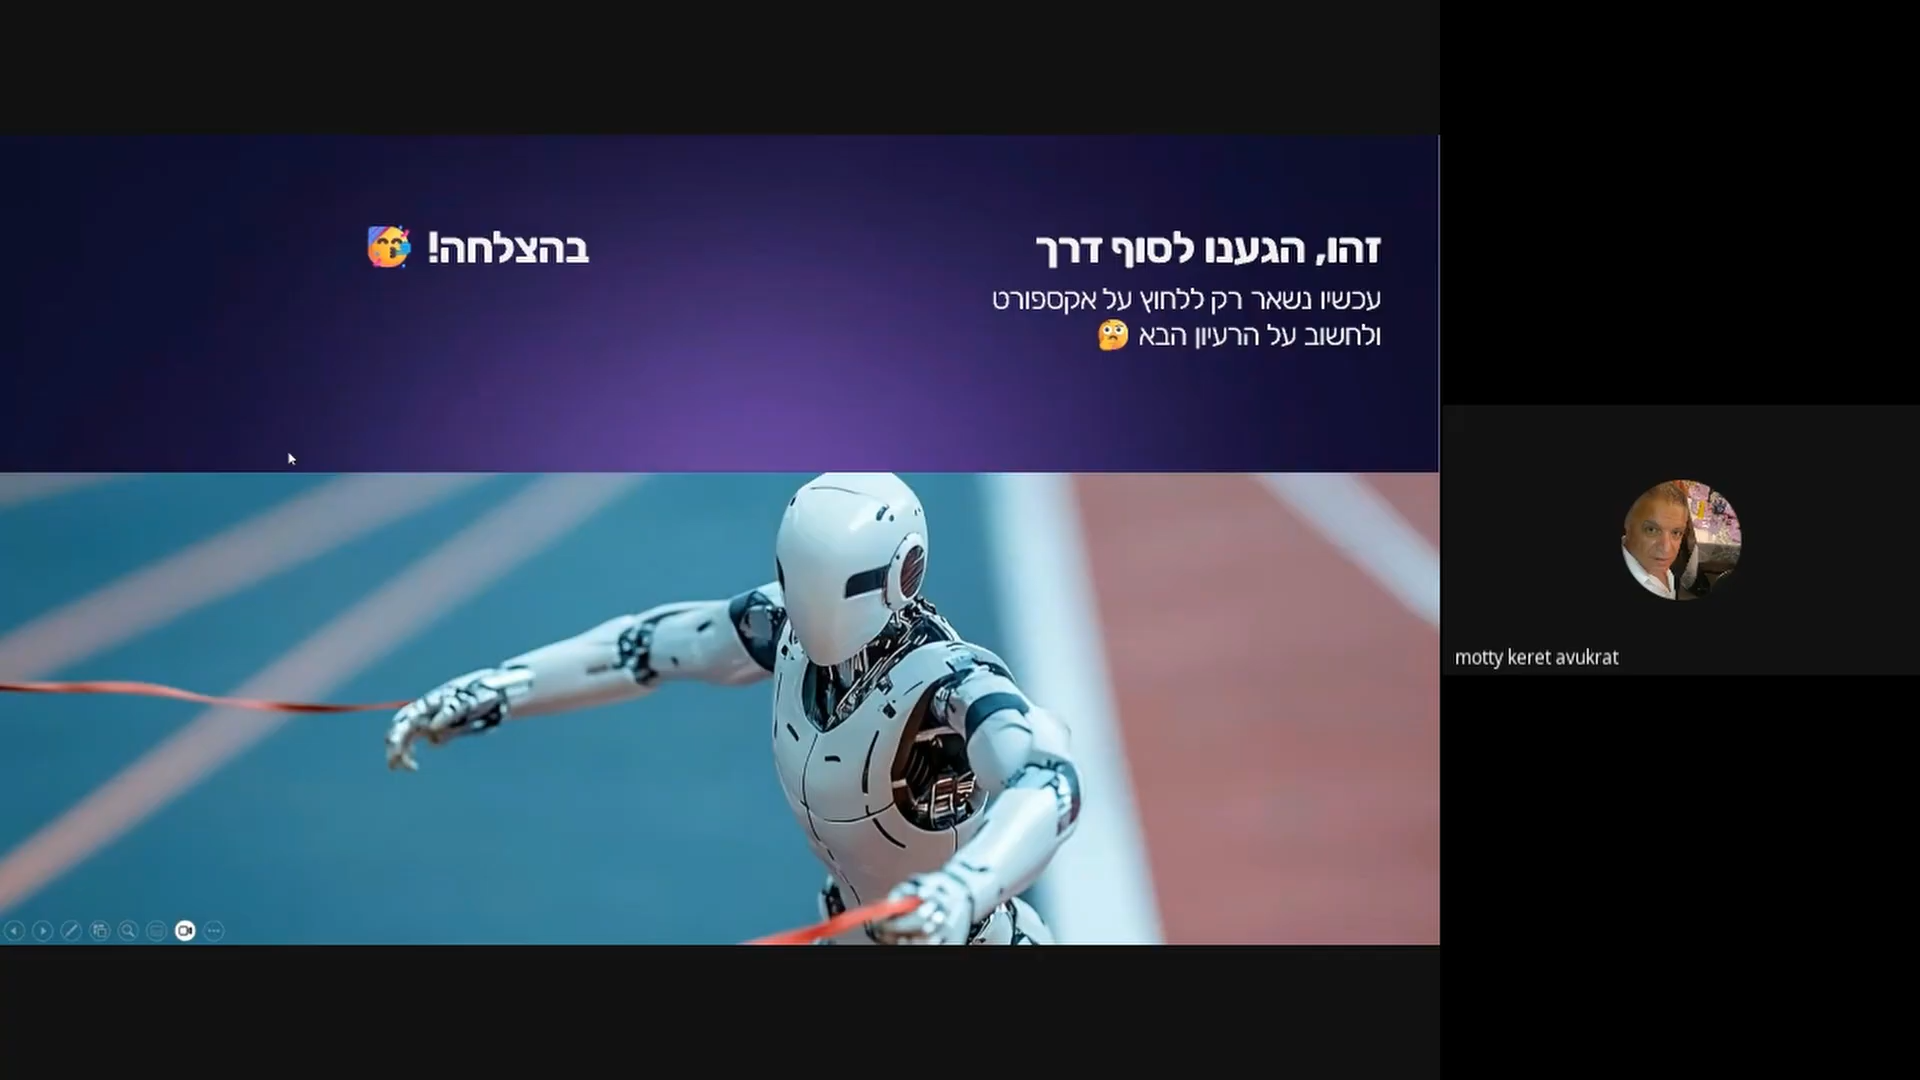 זהו, הגענו לסוף דרך
עכשיו נשאר רק ללחוץ על אקספורט
ולחשוב על הרעיון הבא 🤔
בהצלחה! 🥳
motty keret avukrat